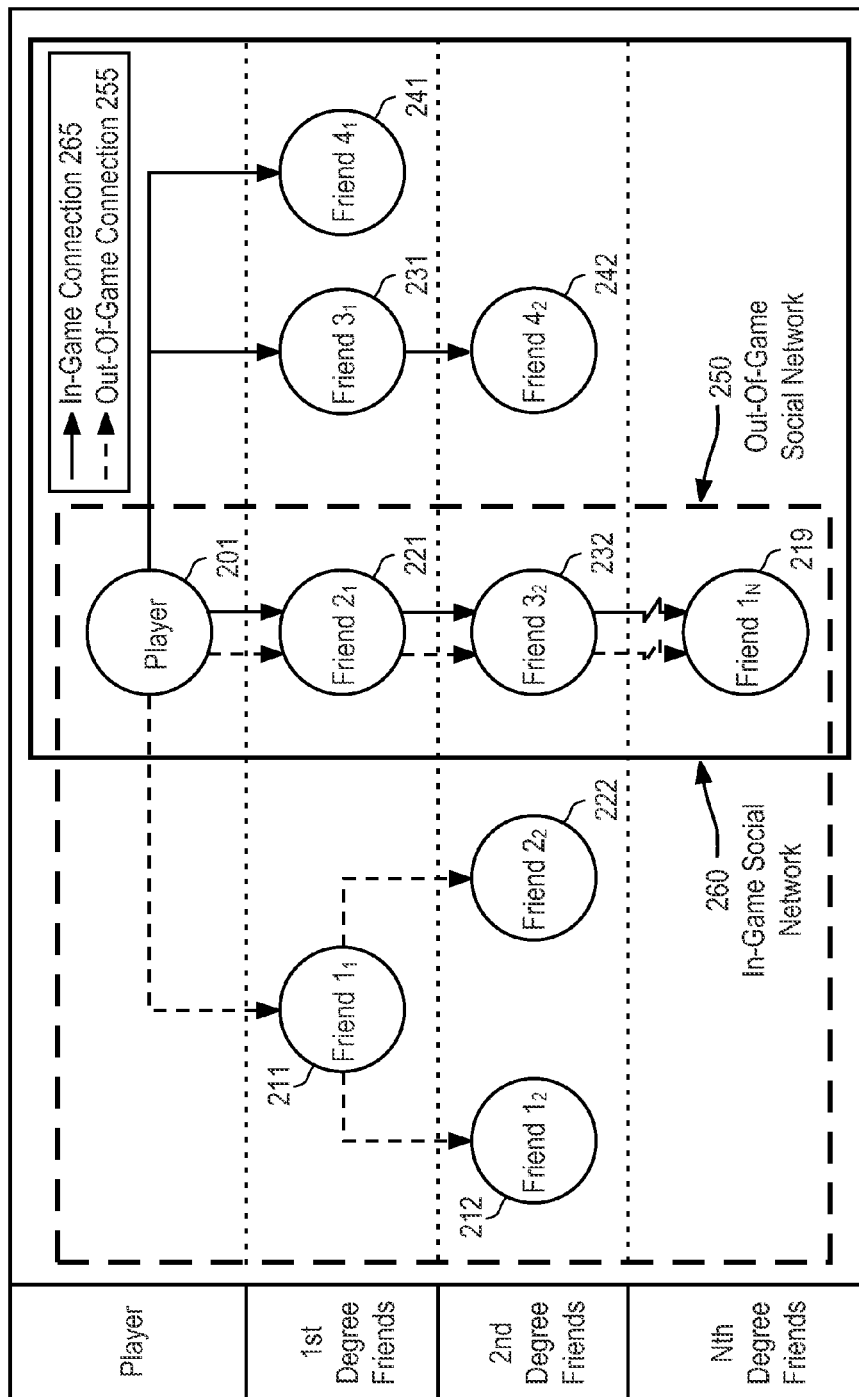 In-Game Connection 265
Out-Of-Game Connection 255
Player
Player
201
1st
Degree
Friends
211
Friend 1₁
Friend 2₁
221
Friend 3₁
231
Friend 4₁
241
2nd
Degree
Friends
212
Friend 1₂
Friend 2₂
222
Friend 3₂
232
Friend 4₂
242
Nth
Degree
Friends
260
In-Game Social
Network
Friend 1N
219
250
Out-Of-Game
Social Network